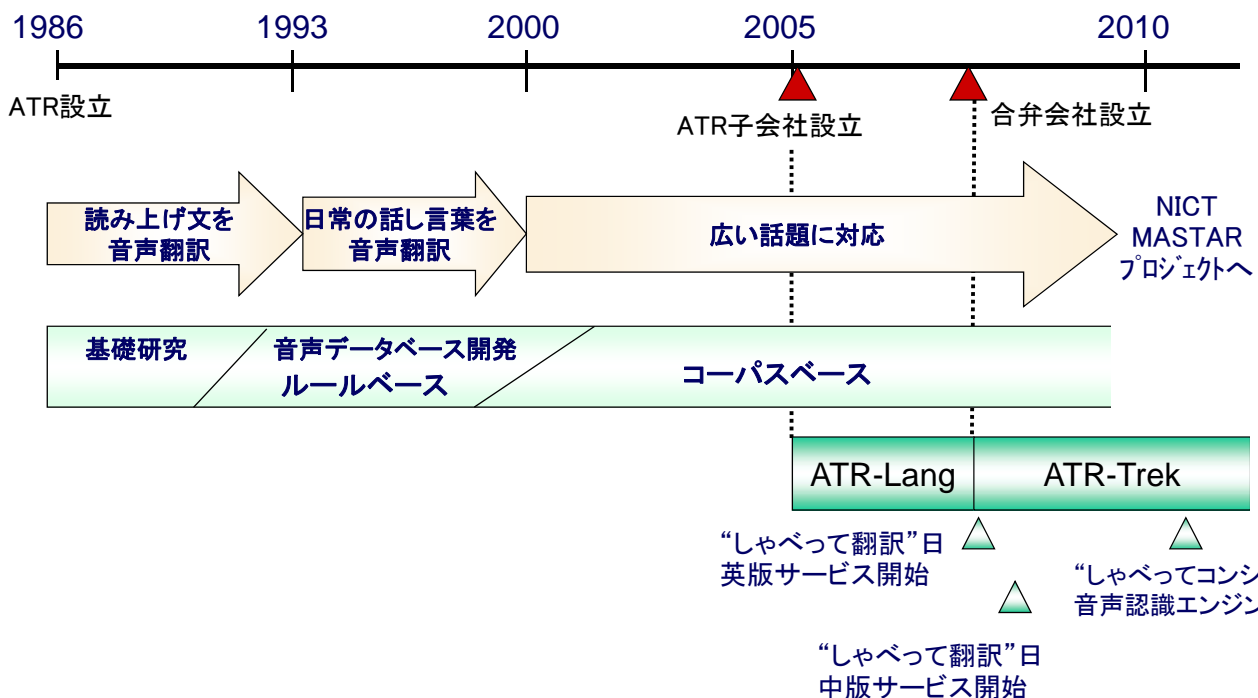 1986 1993 2000 2005 2010
ATR設立
ATR子会社設立
合弁会社設立
読み上げ文を
音声翻訳
日常の話し言葉を
音声翻訳
広い話題に対応
NICT
MASTAR
プロジェクトへ
基礎研究
音声データベース開発
ルールベース
コーパスベース
ATR-Lang
ATR-Trek
“しゃべって翻訳”日
英版サービス開始
“しゃべってコンシ
音声認識エンジン
“しゃべって翻訳”日
中版サービス開始